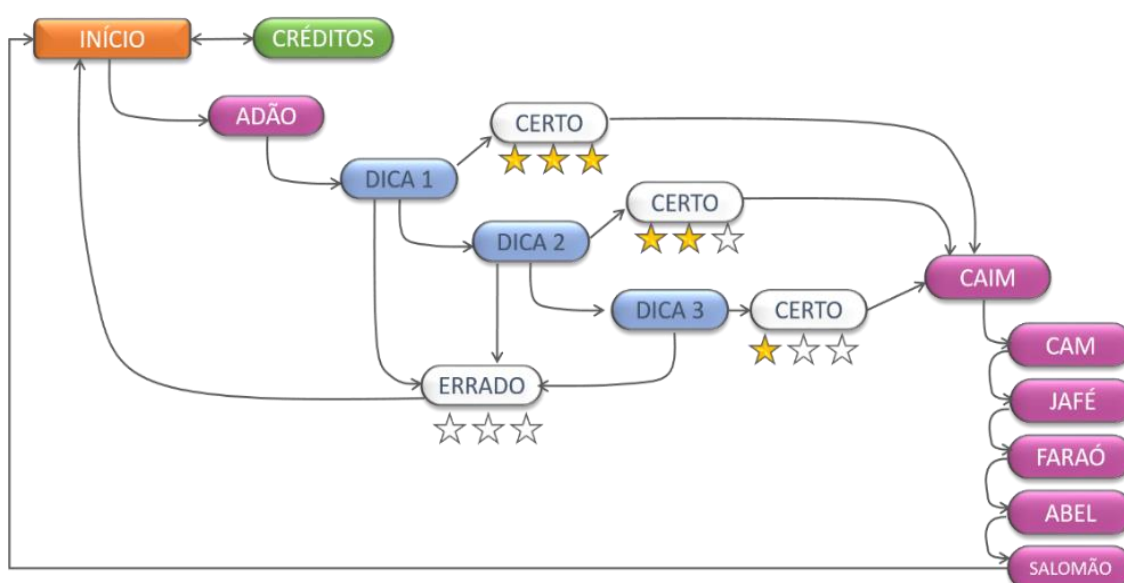 INÍCIO
CRÉDITOS
ADÃO
CERTO
DICA 1
CERTO
DICA 2
CAIM
DICA 3
CERTO
CAM
ERRADO
JAFÉ
FARAÓ
ABEL
SALOMÃO